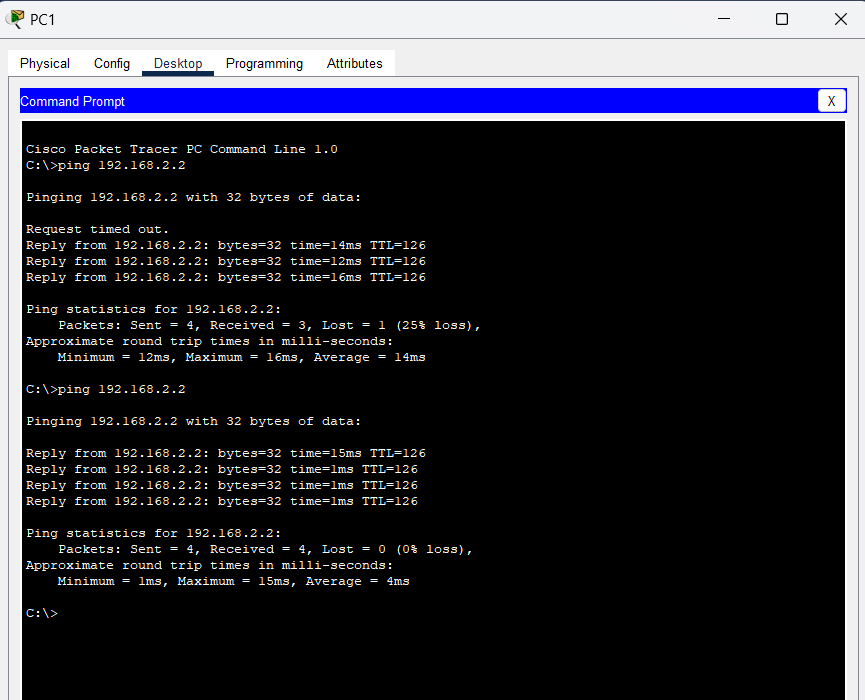 PC1
Physical Config Desktop Programming Attributes
Command Prompt X
Cisco Packet Tracer PC Command Line 1.0
C:\>ping 192.168.2.2
Pinging 192.168.2.2 with 32 bytes of data:
Request timed out.
Reply from 192.168.2.2: bytes=32 time=14ms TTL=126
Reply from 192.168.2.2: bytes=32 time=12ms TTL=126
Reply from 192.168.2.2: bytes=32 time=16ms TTL=126
Ping statistics for 192.168.2.2:
    Packets: Sent = 4, Received = 3, Lost = 1 (25% loss),
Approximate round trip times in milli-seconds:
    Minimum = 12ms, Maximum = 16ms, Average = 14ms
C:\>ping 192.168.2.2
Pinging 192.168.2.2 with 32 bytes of data:
Reply from 192.168.2.2: bytes=32 time=15ms TTL=126
Reply from 192.168.2.2: bytes=32 time=1ms TTL=126
Reply from 192.168.2.2: bytes=32 time=1ms TTL=126
Reply from 192.168.2.2: bytes=32 time=1ms TTL=126
Ping statistics for 192.168.2.2:
    Packets: Sent = 4, Received = 4, Lost = 0 (0% loss),
Approximate round trip times in milli-seconds:
    Minimum = 1ms, Maximum = 15ms, Average = 4ms
C:\>